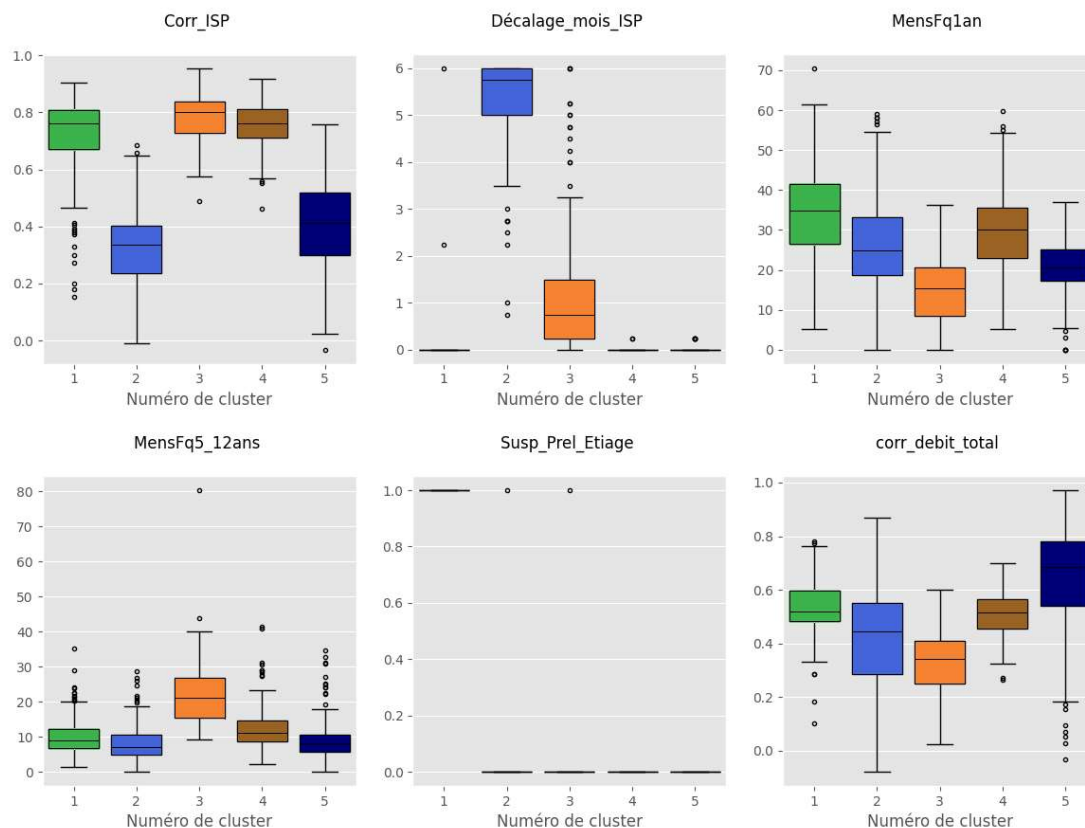 Corr_ISP
Décalage_mois_ISP
MensFq1an
1.0
0.8
0.6
0.4
0.2
0.0
1 2 3 4 5
Numéro de cluster
6
5
4
3
2
1
0
1 2 3 4 5
Numéro de cluster
70
60
50
40
30
20
10
0
1 2 3 4 5
Numéro de cluster
MensFq5_12ans
Susp_Prel_Etiage
corr_debit_total
80
70
60
50
40
30
20
10
0
1 2 3 4 5
Numéro de cluster
1.0
0.8
0.6
0.4
0.2
0.0
1 2 3 4 5
Numéro de cluster
1.0
0.8
0.6
0.4
0.2
0.0
1 2 3 4 5
Numéro de cluster